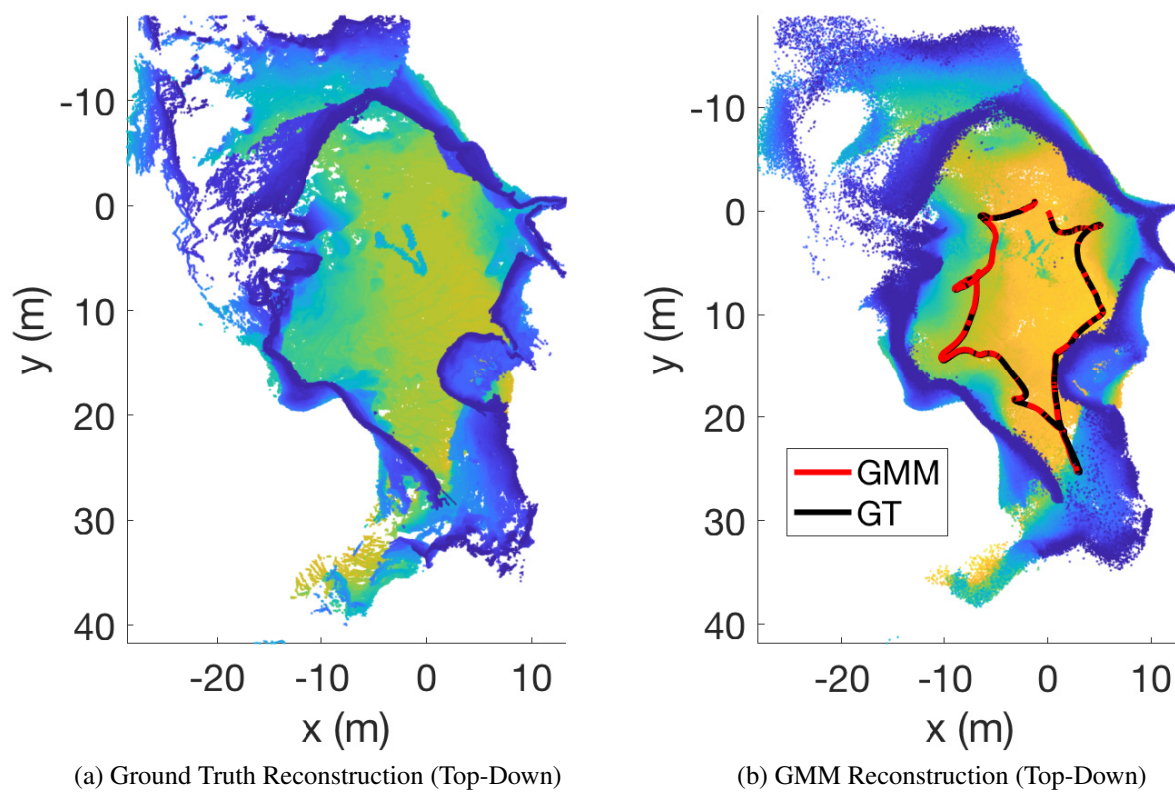 -10
0
10
20
30
40
y (m)
-20 -10 0 10
x (m)
(a) Ground Truth Reconstruction (Top-Down)
-10
0
10
20
30
40
y (m)
GMM
GT
-20 -10 0 10
x (m)
(b) GMM Reconstruction (Top-Down)